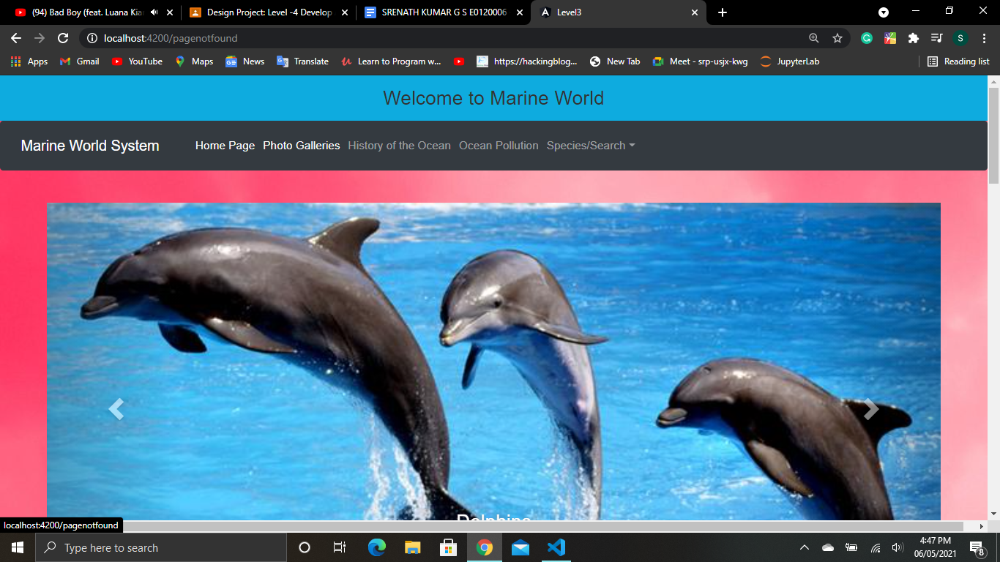 (94) Bad Boy (feat. Luana Kia
Design Project: Level -4 Develop
SRENATH KUMAR G S E0120006
Level3
localhost:4200/pagenotfound
S
Apps
Gmail
YouTube
Maps
News
Translate
Learn to Program w...
https://hackingblog...
New Tab
Meet - srp-usjx-kwg
JupyterLab
Reading list
Welcome to Marine World
Marine World System
Home Page
Photo Galleries
History of the Ocean
Ocean Pollution
Species/Search
Dolphins
localhost:4200/pagenotfound
Type here to search
4:47 PM
06/05/2021
8